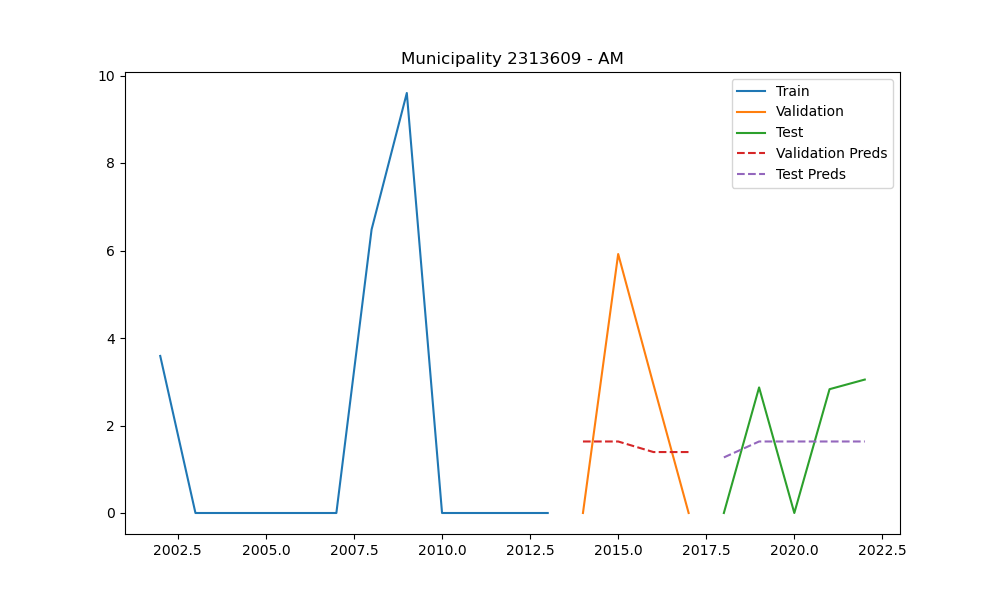 Municipality 2313609 - AM
10
8
6
4
2
0
Train
Validation
Test
Validation Preds
Test Preds
2002.5 2005.0 2007.5 2010.0 2012.5 2015.0 2017.5 2020.0 2022.5